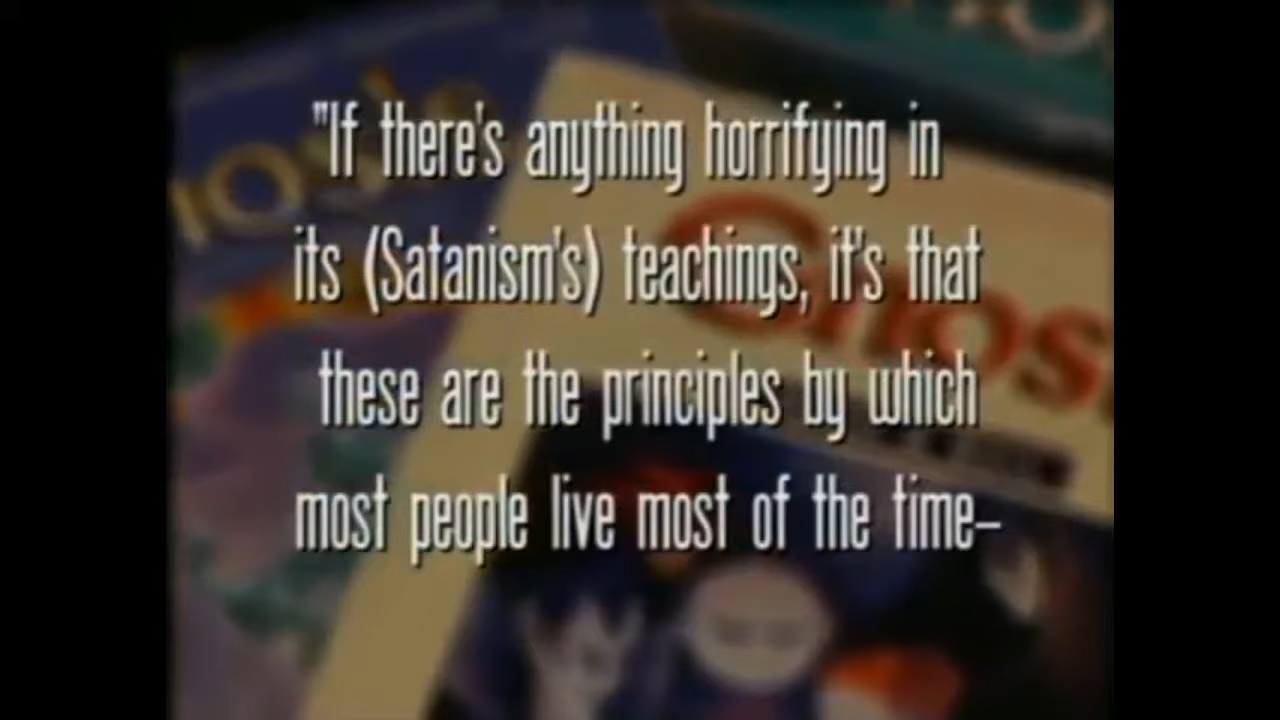 "If there's anything horrifying in
its (Satanism's) teachings, it's that
these are the principles by which
most people live most of the time–